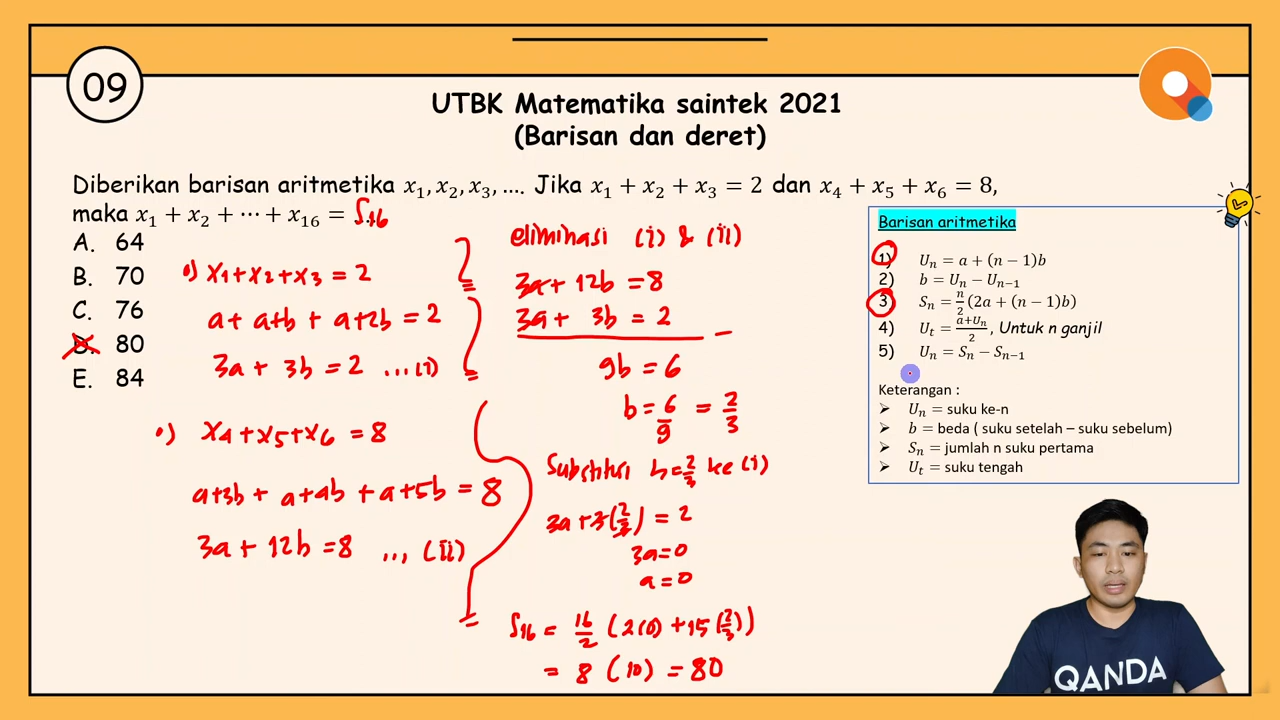 09
UTBK Matematika saintek 2021
(Barisan dan deret)
Diberikan barisan aritmetika x₁, x₂, x₃, .... Jika x₁ + x₂ + x₃ = 2 dan x₄ + x₅ + x₆ = 8,
maka x₁ + x₂ + ⋯ + x₁₆ = S₁₆
A. 64
B. 70
C. 76
D. 80
E. 84
•) x₁+x₂+x₃ = 2
a + a+b + a+2b = 2
3a + 3b = 2 ...(i)
•) x₄+x₅+x₆ = 8
a+3b + a+4b + a+5b = 8
3a + 12b = 8 ... (ii)
eliminasi (i) & (ii)
3a + 12b = 8
3a + 3b = 2 −
9b = 6
b = 6/9 = 2/3
Substitusi b = 2/3 ke (i)
3a + 3(2/3) = 2
3a = 0
a = 0
S₁₆ = 16/2 (2(0) + 15(2/3))
= 8 (10) = 80
Barisan aritmetika
1) Uₙ = a + (n − 1)b
2) b = Uₙ − Uₙ₋₁
3) Sₙ = n/2 (2a + (n − 1)b)
4) Uₜ = (a+Uₙ)/2, Untuk n ganjil
5) Uₙ = Sₙ − Sₙ₋₁
Keterangan :
➤ Uₙ = suku ke-n
➤ b = beda ( suku setelah – suku sebelum)
➤ Sₙ = jumlah n suku pertama
➤ Uₜ = suku tengah
QANDA